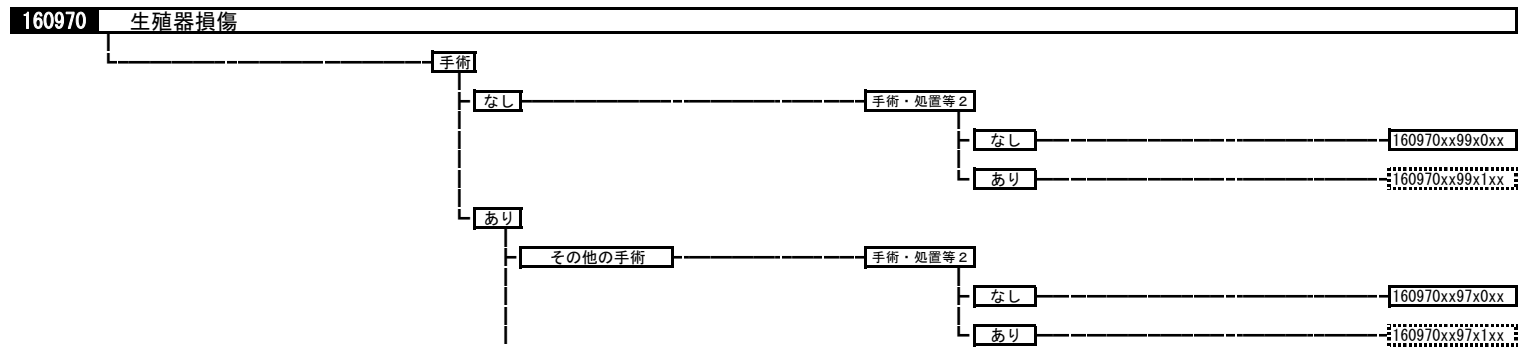 160970 生殖器損傷
手術
なし 手術・処置等2
なし 160970xx99x0xx
あり 160970xx99x1xx
あり
その他の手術 手術・処置等2
なし 160970xx97x0xx
あり 160970xx97x1xx